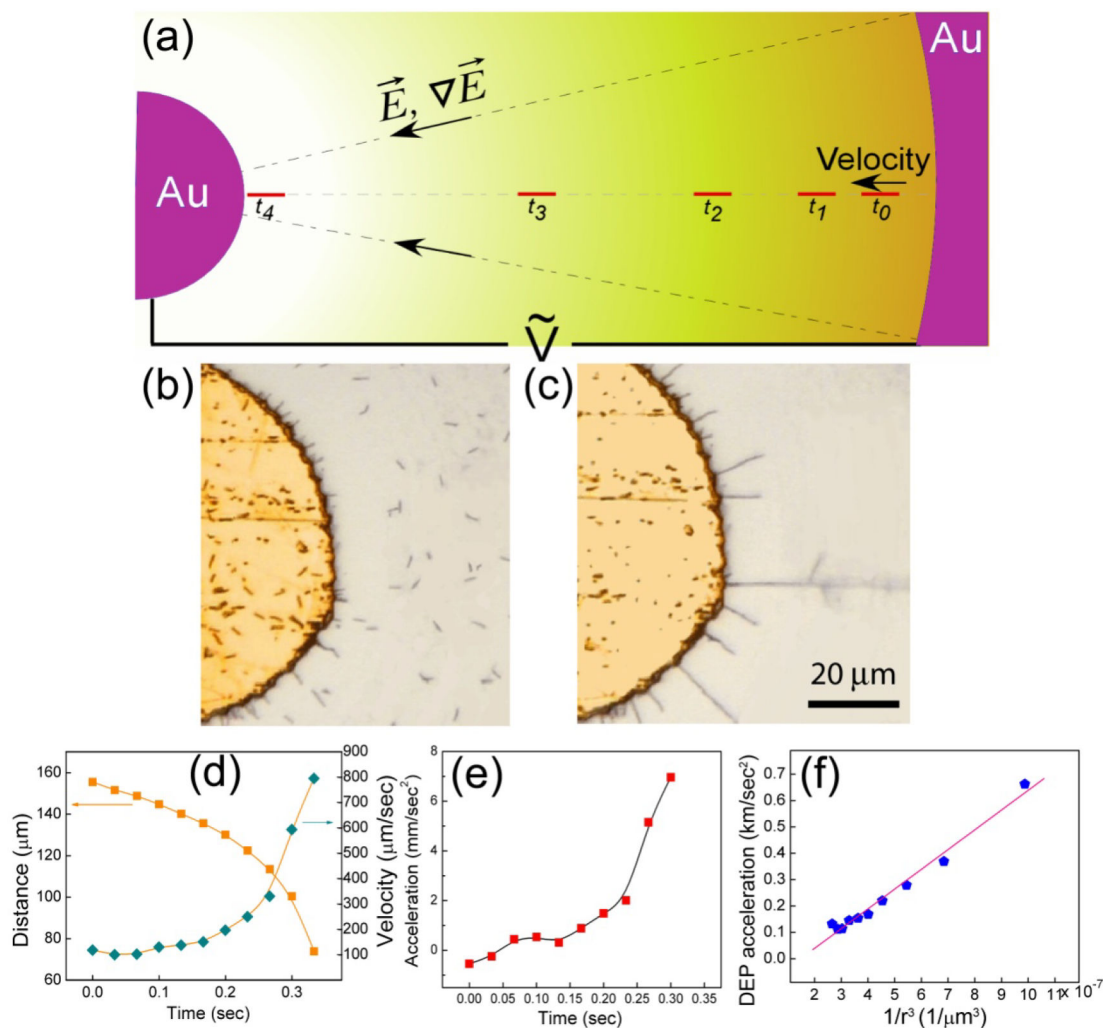 (a)
Au
E⃗, ∇E⃗
Au
Velocity
t₄
t₃
t₂
t₁
t₀
Ṽ
(b)
(c)
20 μm
(d)
160
140
120
100
80
60
Distance (μm)
0.0
0.1
0.2
0.3
Time (sec)
900
800
700
600
500
400
300
200
100
Velocity (μm/sec)
(e)
8
6
4
2
0
Acceleration (mm/sec²)
0.00
0.05
0.10
0.15
0.20
0.25
0.30
0.35
Time (sec)
(f)
0.7
0.6
0.5
0.4
0.3
0.2
0.1
0.0
DEP acceleration (km/sec²)
2
3
4
5
6
7
8
9
10
11
× 10⁻⁷
1/r³ (1/μm³)